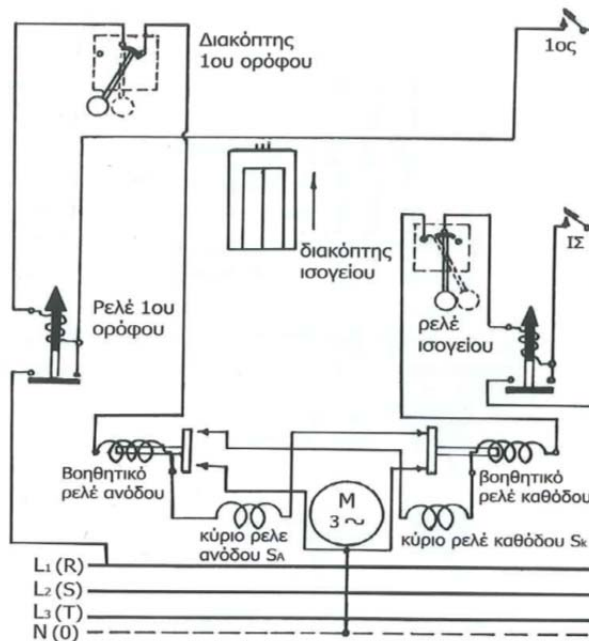 Διακόπτης
1ου ορόφου
1ος
διακόπτης
ισογείου
ΙΣ
Ρελέ 1ου
ορόφου
ρελέ
ισογείου
Βοηθητικό
ρελέ ανόδου
M
3 ~
βοηθητικό
ρελέ καθόδου
κύριο ρελε
ανόδου SA
κύριο ρελέ καθόδου Sk
L1 (R)
L2 (S)
L3 (T)
N (0)